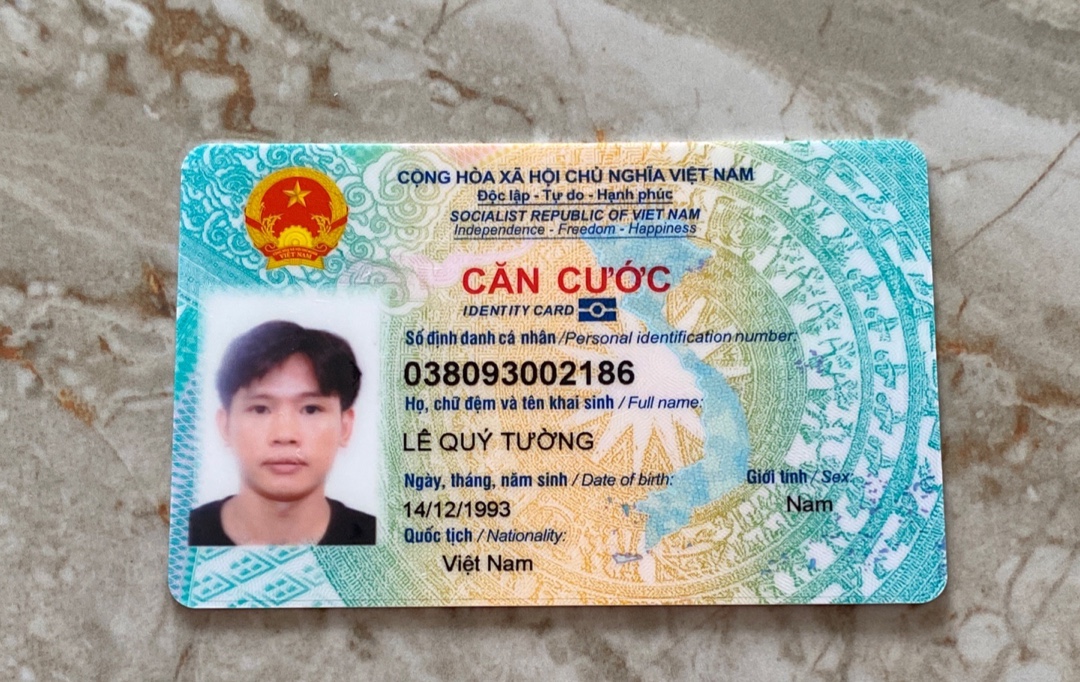 CỘNG HÒA XÃ HỘI CHỦ NGHĨA VIỆT NAM
Độc lập - Tự do - Hạnh phúc
SOCIALIST REPUBLIC OF VIET NAM
Independence - Freedom - Happiness
VIỆT NAM
CĂN CƯỚC
IDENTITY CARD
Số định danh cá nhân / Personal identification number:
038093002186
Họ, chữ đệm và tên khai sinh / Full name:
LÊ QUÝ TƯỜNG
Ngày, tháng, năm sinh / Date of birth: Giới tính / Sex:
14/12/1993 Nam
Quốc tịch / Nationality:
Việt Nam